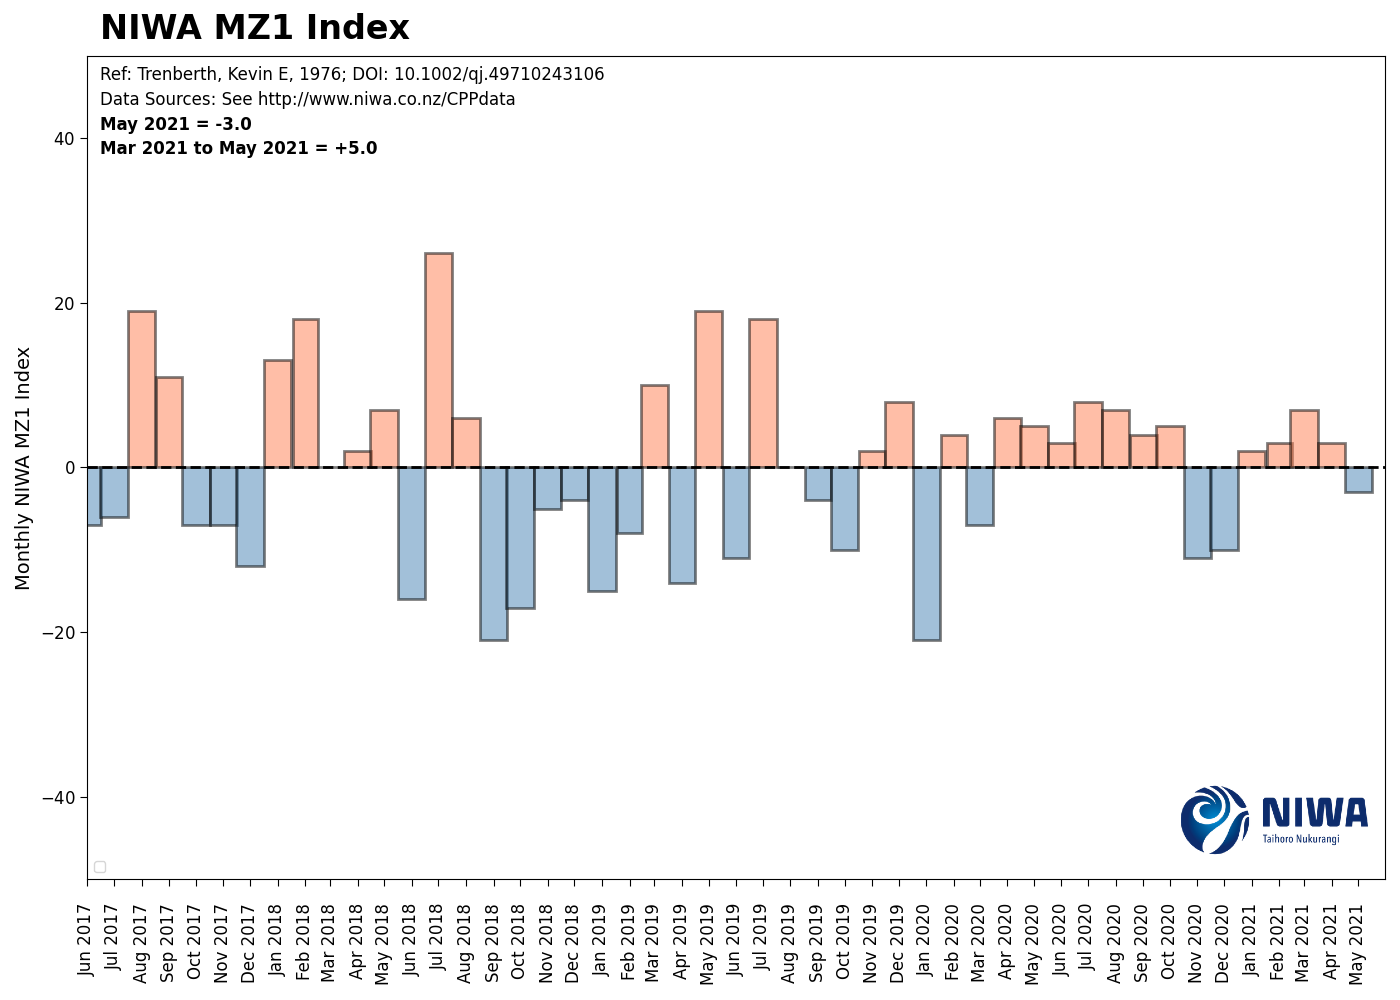 NIWA MZ1 Index
Ref: Trenberth, Kevin E, 1976; DOI: 10.1002/qj.49710243106
Data Sources: See http://www.niwa.co.nz/CPPdata
May 2021 = -3.0
Mar 2021 to May 2021 = +5.0
Monthly NIWA MZ1 Index
40
20
0
−20
−40
NIWA
Taihoro Nukurangi
Jun 2017
Jul 2017
Aug 2017
Sep 2017
Oct 2017
Nov 2017
Dec 2017
Jan 2018
Feb 2018
Mar 2018
Apr 2018
May 2018
Jun 2018
Jul 2018
Aug 2018
Sep 2018
Oct 2018
Nov 2018
Dec 2018
Jan 2019
Feb 2019
Mar 2019
Apr 2019
May 2019
Jun 2019
Jul 2019
Aug 2019
Sep 2019
Oct 2019
Nov 2019
Dec 2019
Jan 2020
Feb 2020
Mar 2020
Apr 2020
May 2020
Jun 2020
Jul 2020
Aug 2020
Sep 2020
Oct 2020
Nov 2020
Dec 2020
Jan 2021
Feb 2021
Mar 2021
Apr 2021
May 2021